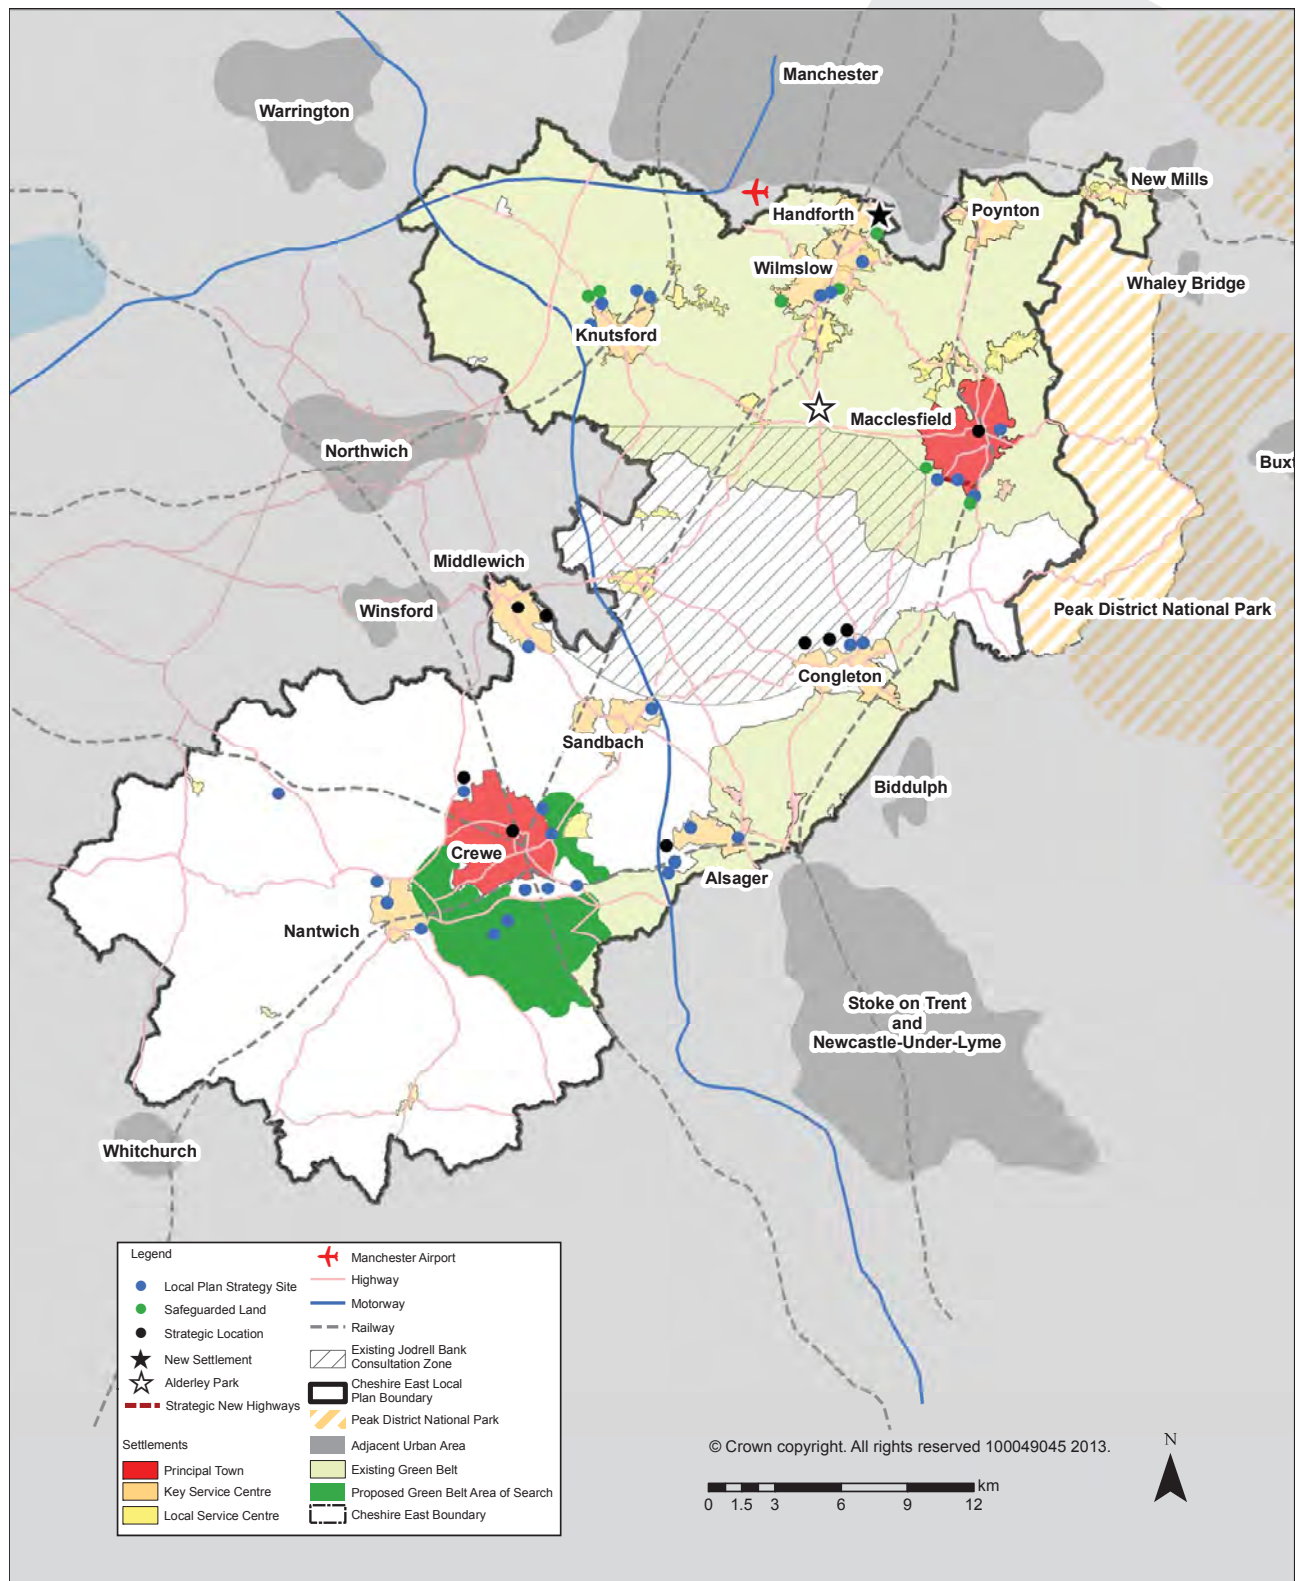 Manchester
Warrington
New Mills
Handforth
Poynton
Wilmslow
Whaley Bridge
Knutsford
Macclesfield
Northwich
Buxt
Middlewich
Winsford
Peak District National Park
Congleton
Sandbach
Biddulph
Crewe
Alsager
Nantwich
Stoke on Trent
and
Newcastle-Under-Lyme
Whitchurch
Legend
Local Plan Strategy Site
Safeguarded Land
Strategic Location
New Settlement
Alderley Park
Strategic New Highways
Settlements
Principal Town
Key Service Centre
Local Service Centre
Manchester Airport
Highway
Motorway
Railway
Existing Jodrell Bank
Consultation Zone
Cheshire East Local
Plan Boundary
Peak District National Park
Adjacent Urban Area
Existing Green Belt
Proposed Green Belt Area of Search
Cheshire East Boundary
© Crown copyright. All rights reserved 100049045 2013.
N
km
0 1.5 3 6 9 12